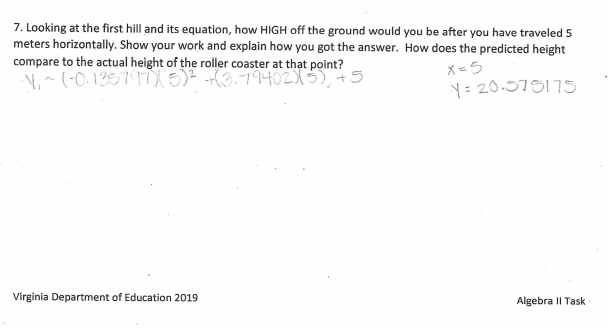 7. Looking at the first hill and its equation, how HIGH off the ground would you be after you have traveled 5
meters horizontally. Show your work and explain how you got the answer. How does the predicted height
compare to the actual height of the roller coaster at that point?
y₁ ~ (-0.135797)(5)² +(3.79402)(5) + 5
x=5
y= 20.575175
Virginia Department of Education 2019
Algebra II Task